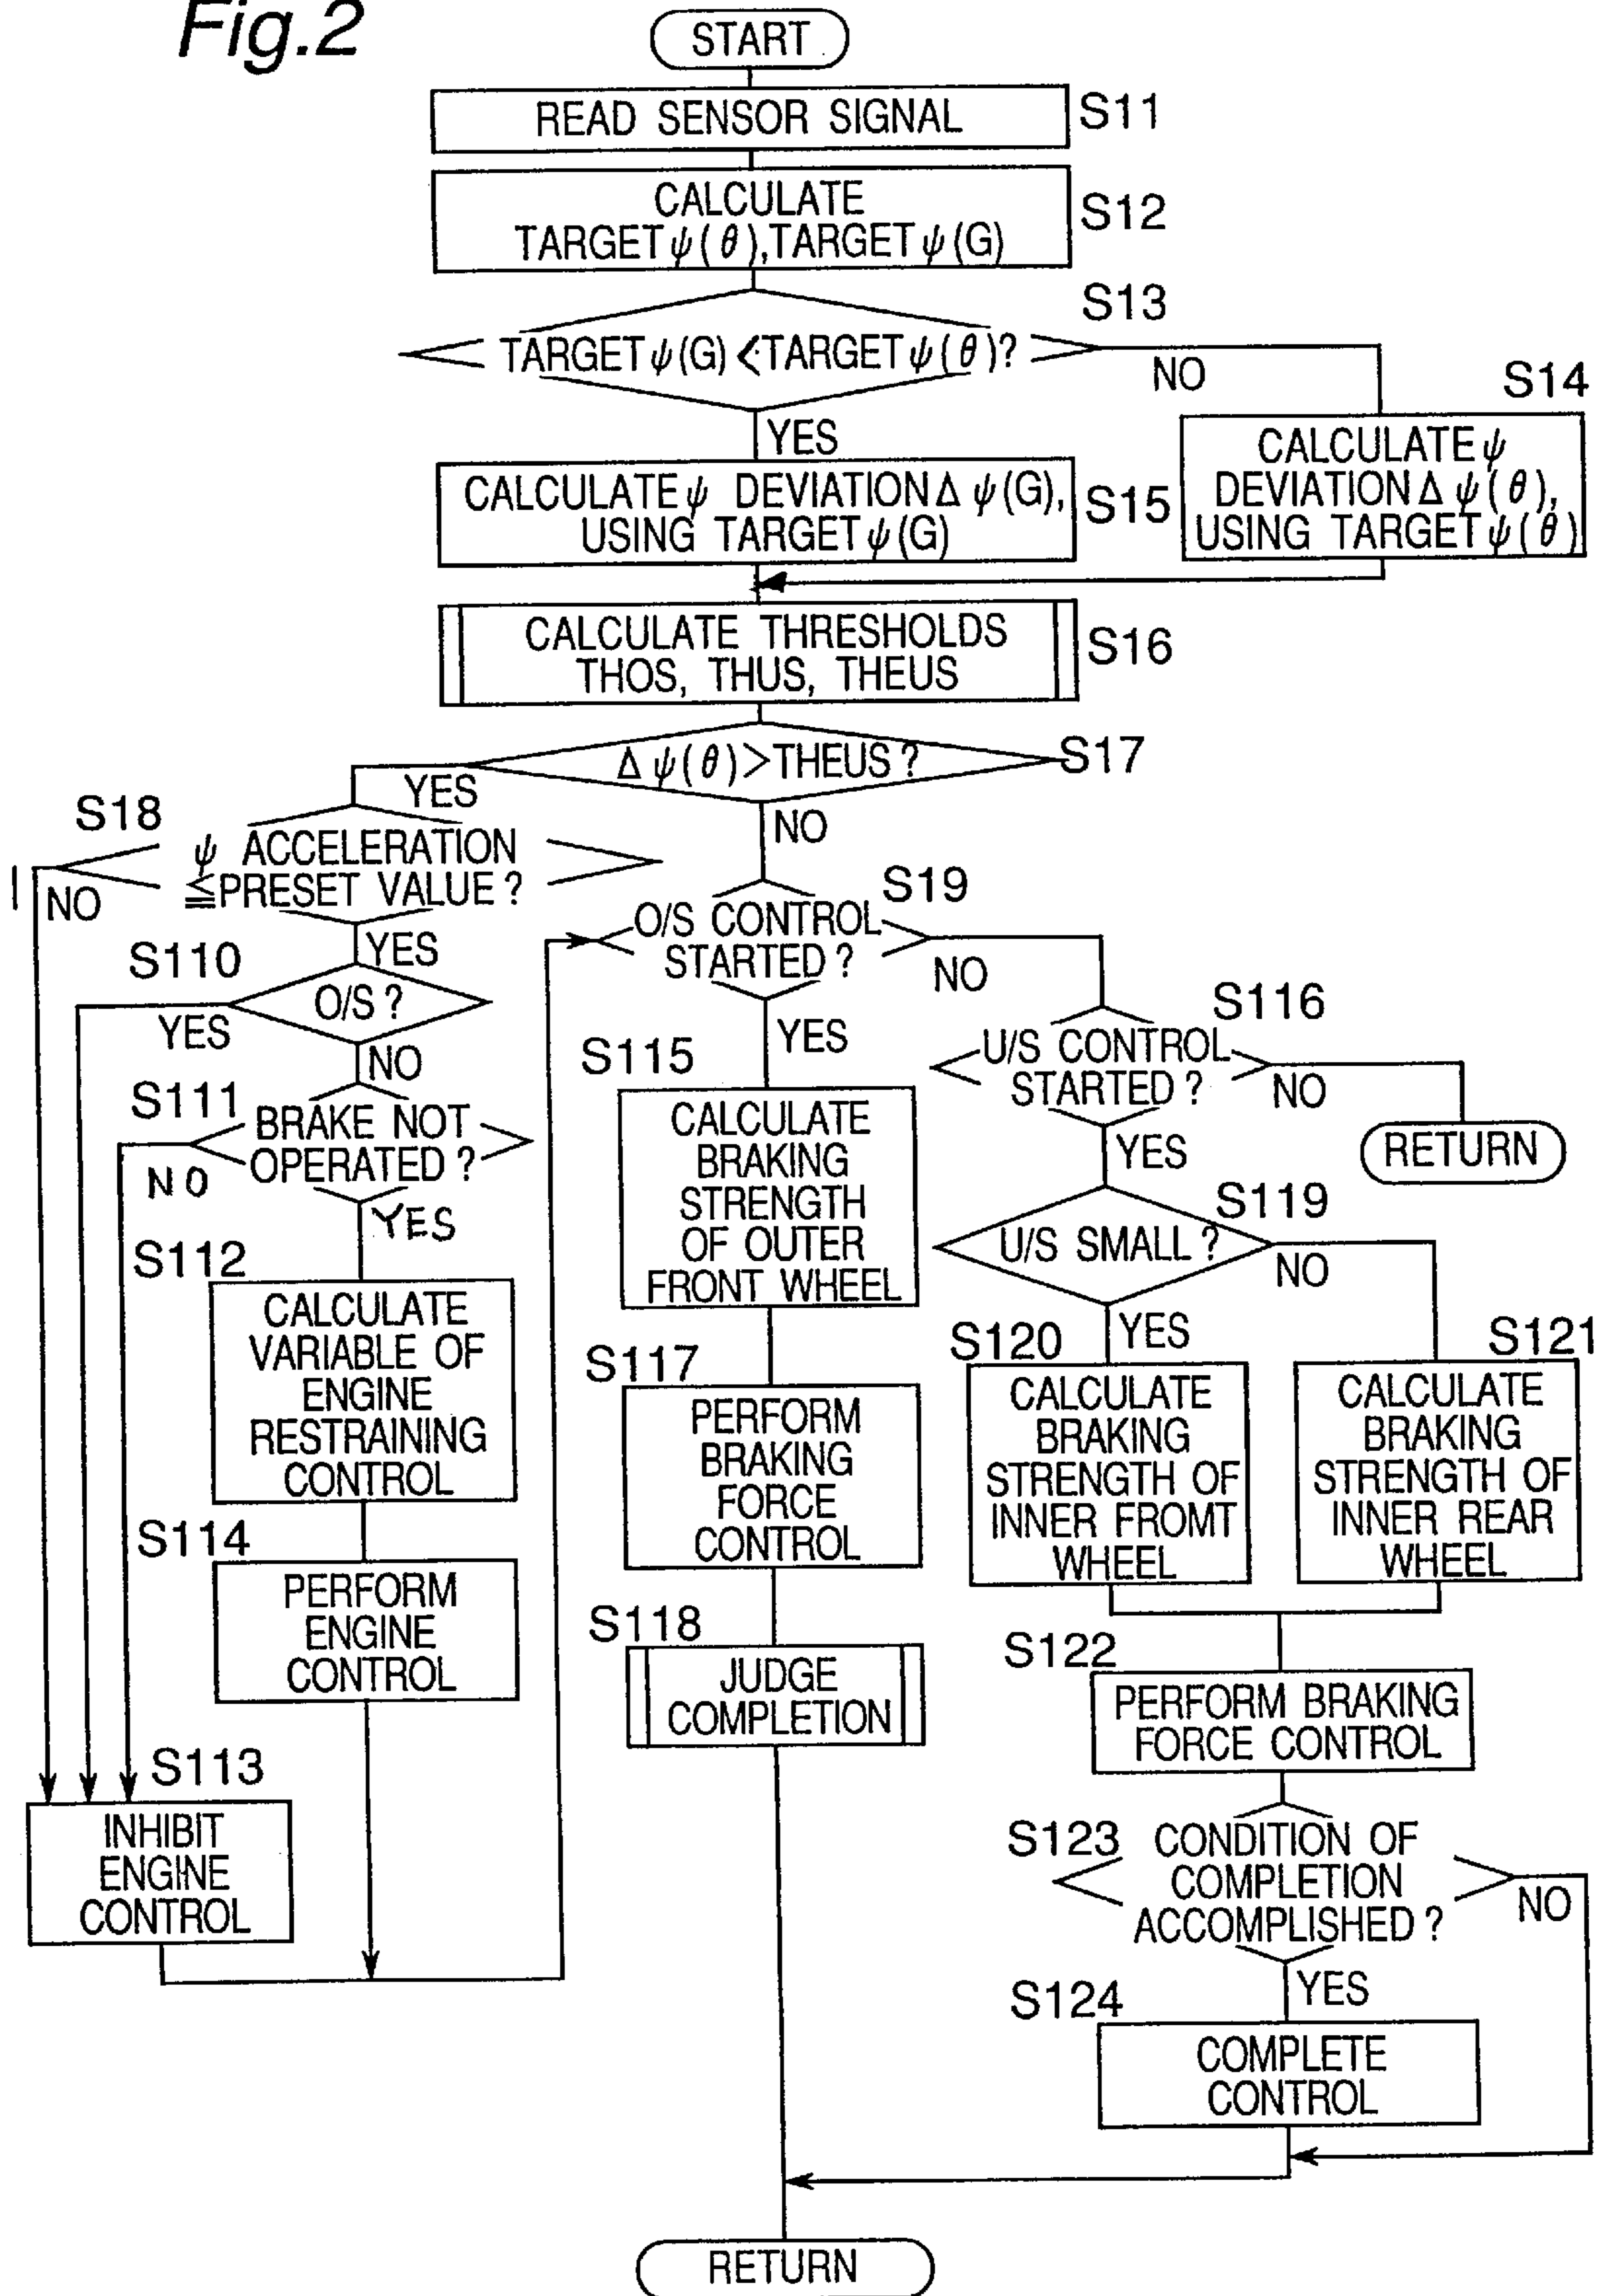 Fig.2
START
READ SENSOR SIGNAL
S11
CALCULATE
TARGET ψ(θ), TARGET ψ(G)
S12
S13
TARGET ψ(G) < TARGET ψ(θ)?
NO
YES
S14
CALCULATE ψ
DEVIATION Δψ(θ),
USING TARGET ψ(θ)
CALCULATE ψ DEVIATION Δψ(G),
USING TARGET ψ(G)
S15
CALCULATE THRESHOLDS
THOS, THUS, THEUS
S16
Δψ(θ)>THEUS?
S17
YES
NO
S18
ψ ACCELERATION
≦PRESET VALUE?
NO
YES
S19
O/S CONTROL
STARTED?
NO
YES
S110
O/S?
YES
NO
S116
U/S CONTROL
STARTED?
NO
RETURN
YES
S111
BRAKE NOT
OPERATED?
NO
YES
S115
CALCULATE
BRAKING
STRENGTH
OF OUTER
FRONT WHEEL
S119
U/S SMALL?
NO
YES
S112
CALCULATE
VARIABLE OF
ENGINE
RESTRAINING
CONTROL
S117
PERFORM
BRAKING
FORCE
CONTROL
S120
CALCULATE
BRAKING
STRENGTH OF
INNER FROMT
WHEEL
S121
CALCULATE
BRAKING
STRENGTH OF
INNER REAR
WHEEL
S114
PERFORM
ENGINE
CONTROL
S118
JUDGE
COMPLETION
S122
PERFORM BRAKING
FORCE CONTROL
S113
INHIBIT
ENGINE
CONTROL
S123
CONDITION OF
COMPLETION
ACCOMPLISHED?
NO
YES
S124
COMPLETE
CONTROL
RETURN